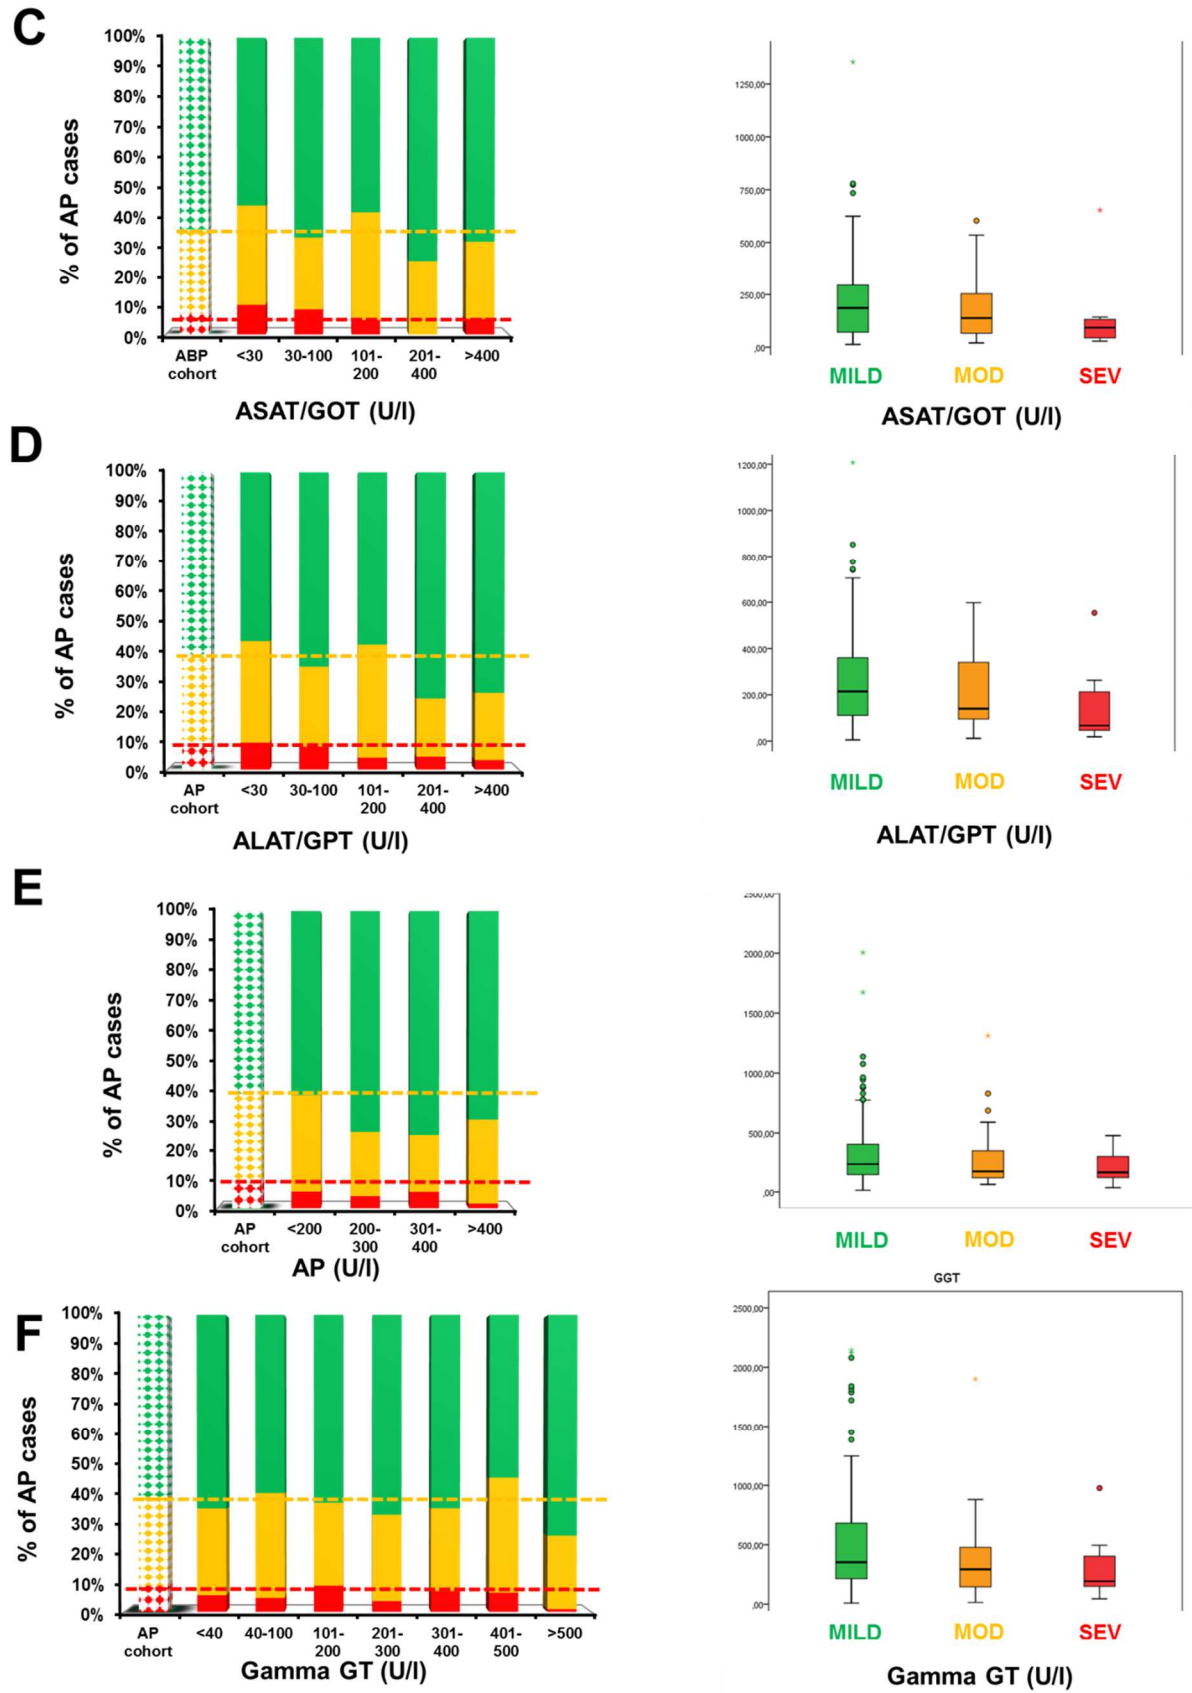 C
% of AP cases
100%
90%
80%
70%
60%
50%
40%
30%
20%
10%
0%
ABP cohort
<30
30-100
101-200
201-400
>400
ASAT/GOT (U/l)
1250,00
1000,00
750,00
500,00
250,00
,00
MILD
MOD
SEV
ASAT/GOT (U/l)
D
% of AP cases
100%
90%
80%
70%
60%
50%
40%
30%
20%
10%
0%
AP cohort
<30
30-100
101-200
201-400
>400
ALAT/GPT (U/l)
1200,00
1000,00
800,00
600,00
400,00
200,00
,00
MILD
MOD
SEV
ALAT/GPT (U/l)
E
% of AP cases
100%
90%
80%
70%
60%
50%
40%
30%
20%
10%
0%
AP cohort
<200
200-300
301-400
>400
AP (U/l)
2500,00
2000,00
1500,00
1000,00
500,00
,00
MILD
MOD
SEV
F
% of AP cases
100%
90%
80%
70%
60%
50%
40%
30%
20%
10%
0%
AP cohort
<40
40-100
101-200
201-300
301-400
401-500
>500
Gamma GT (U/l)
GGT
2500,00
2000,00
1500,00
1000,00
500,00
,00
MILD
MOD
SEV
Gamma GT (U/l)